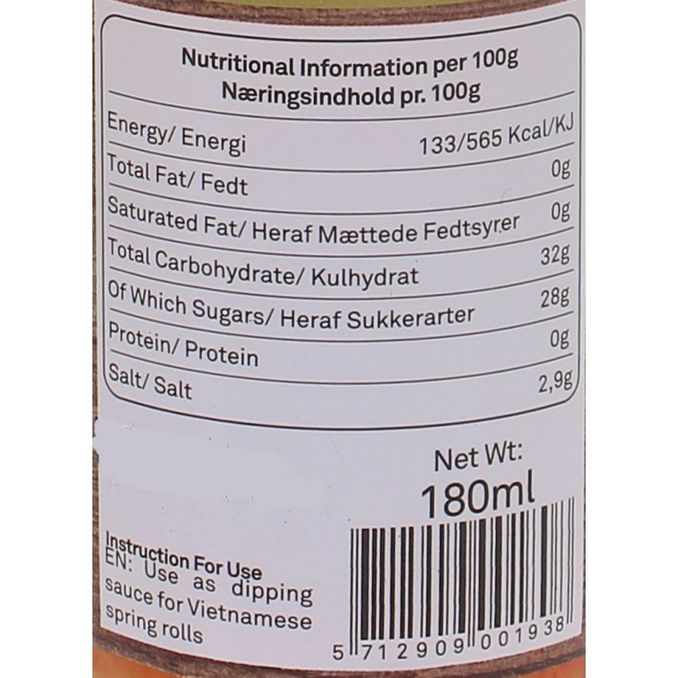 Nutritional Information per 100g
Næringsindhold pr. 100g
Energy/ Energi 133/565 Kcal/KJ
Total Fat/ Fedt 0g
Saturated Fat/ Heraf Mættede Fedtsyrer 0g
Total Carbohydrate/ Kulhydrat 32g
Of Which Sugars/ Heraf Sukkerarter 28g
Protein/ Protein 0g
Salt/ Salt 2,9g
Net Wt:
180ml
Instruction For Use
EN: Use as dipping
sauce for Vietnamese
spring rolls
5 712909 001938